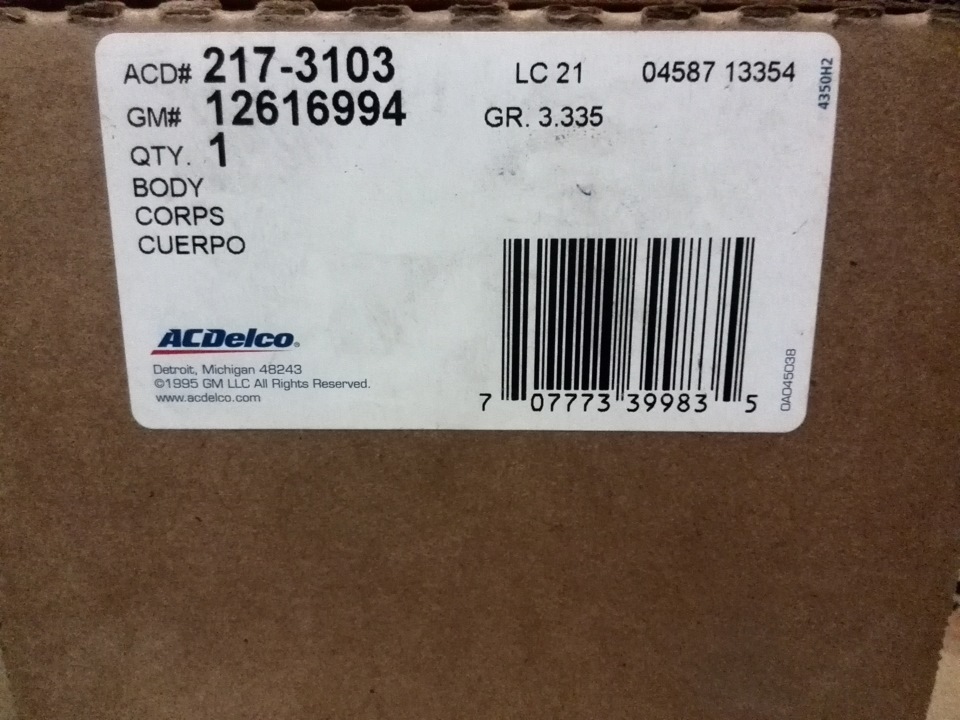 ACD# 217-3103
LC 21
04587 13354
GM# 12616994
GR. 3.335
4350H2
QTY. 1
BODY
CORPS
CUERPO
ACDelco®
Detroit, Michigan 48243
©1995 GM LLC All Rights Reserved.
www.acdelco.com
7 07773 39983 5
0A045038